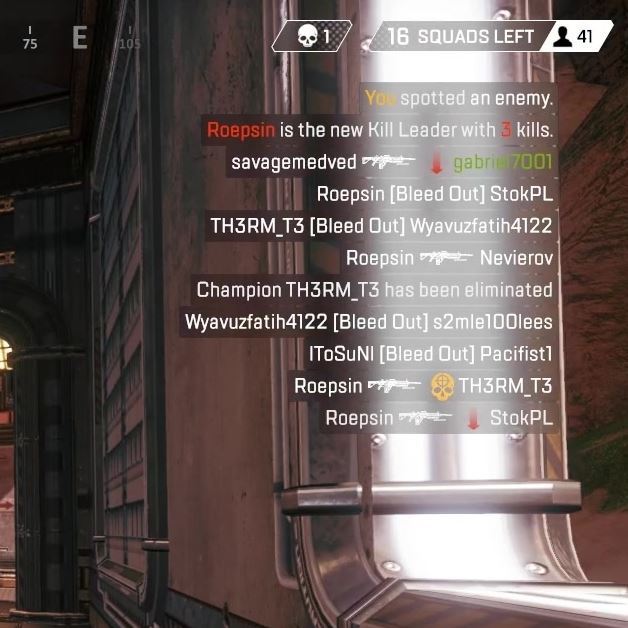 75 E 105
1 16 SQUADS LEFT 41
You spotted an enemy.
Roepsin is the new Kill Leader with 3 kills.
savagemedved gabriel7001
Roepsin [Bleed Out] StokPL
TH3RM_T3 [Bleed Out] Wyavuzfatih4122
Roepsin Nevierov
Champion TH3RM_T3 has been eliminated
Wyavuzfatih4122 [Bleed Out] s2mle100lees
IToSuNI [Bleed Out] Pacifist1
Roepsin TH3RM_T3
Roepsin StokPL